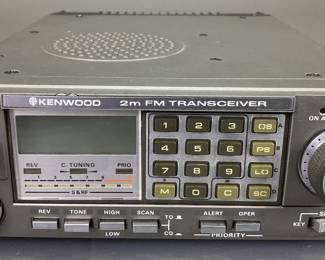 KENWOOD 2m FM TRANSCEIVER
ON A
1 2 3 OS A
4 5 6 PS B
REV C. TUNING PRIO
7 8 9 LO C
S & RF
M 0 C SC D
REV TONE HIGH SCAN TO ALERT OPER
KEY
LOW CQ PRIORITY